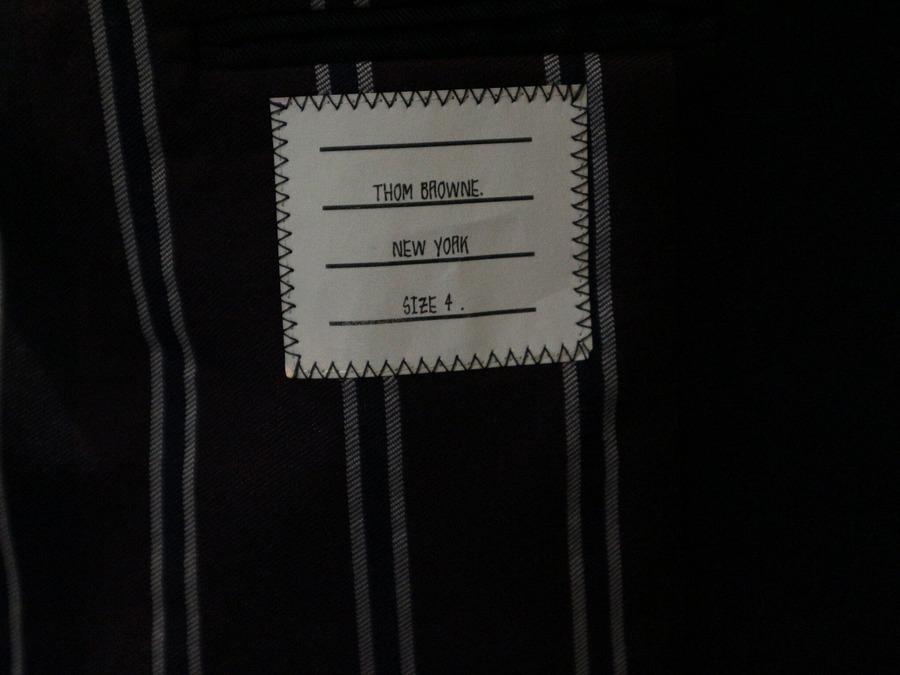 THOM BROWNE.
NEW YORK
SIZE 4 .